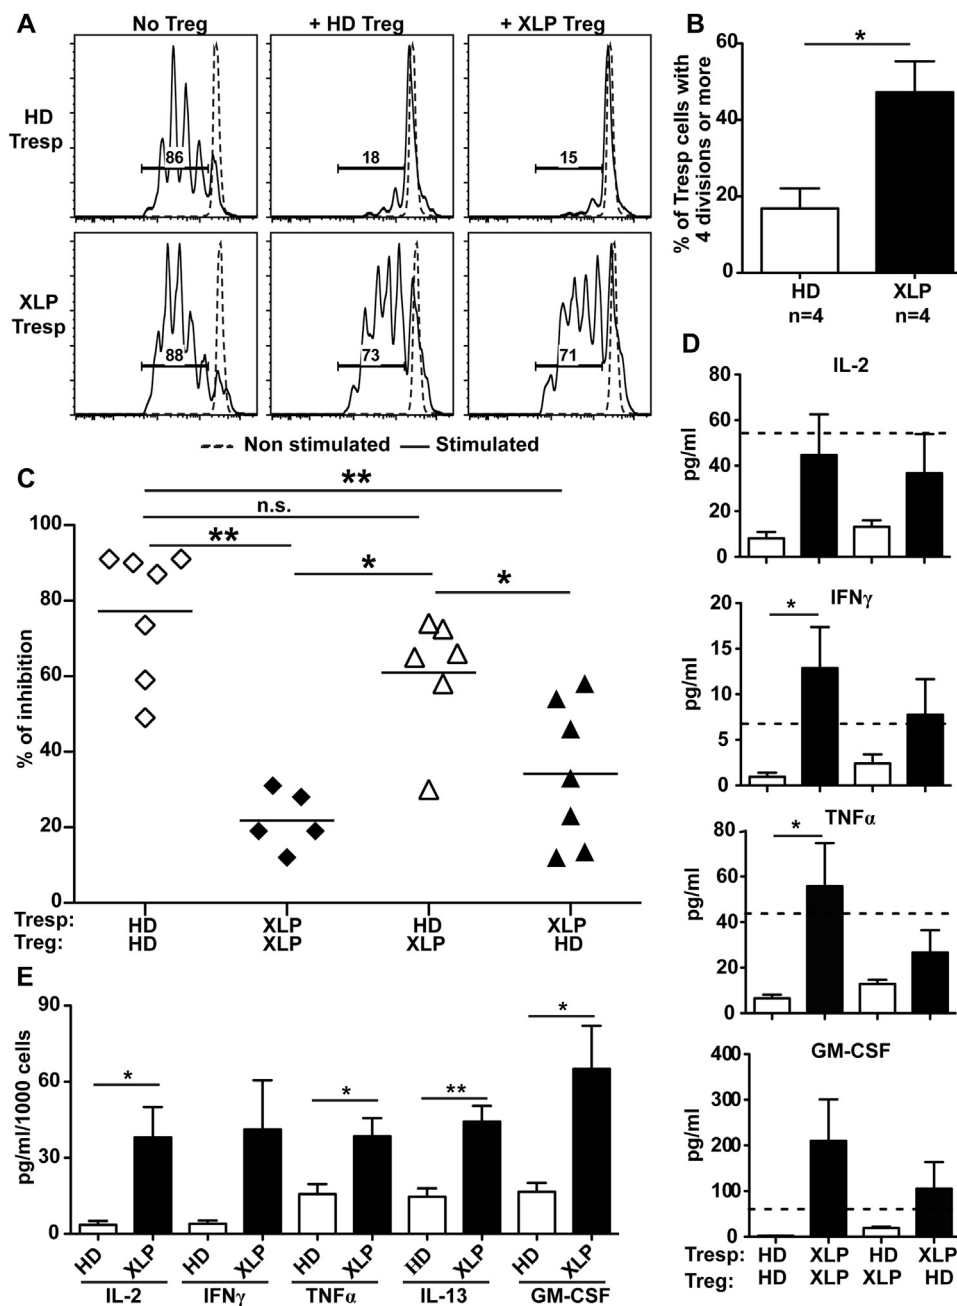 A
No Treg
+ HD Treg
+ XLP Treg
HD
Tresp
86
18
15
XLP
Tresp
88
73
71
Non stimulated
Stimulated
B
*
% of Tresp cells with
4 divisions or more
60
40
20
0
HD
XLP
n=4
n=4
C
**
n.s.
**
*
*
% of inhibition
100
80
60
40
20
0
Tresp: HD XLP HD XLP
Treg: HD XLP XLP HD
D
IL-2
pg/ml
80
60
40
20
0
IFNγ
*
pg/ml
20
15
10
5
0
TNFα
*
pg/ml
80
60
40
20
0
GM-CSF
pg/ml
400
300
200
100
0
Tresp: HD XLP HD XLP
Treg: HD XLP XLP HD
E
pg/ml/1000 cells
90
60
30
0
*
*
**
*
HD XLP HD XLP HD XLP HD XLP HD XLP
IL-2 IFNγ TNFα IL-13 GM-CSF